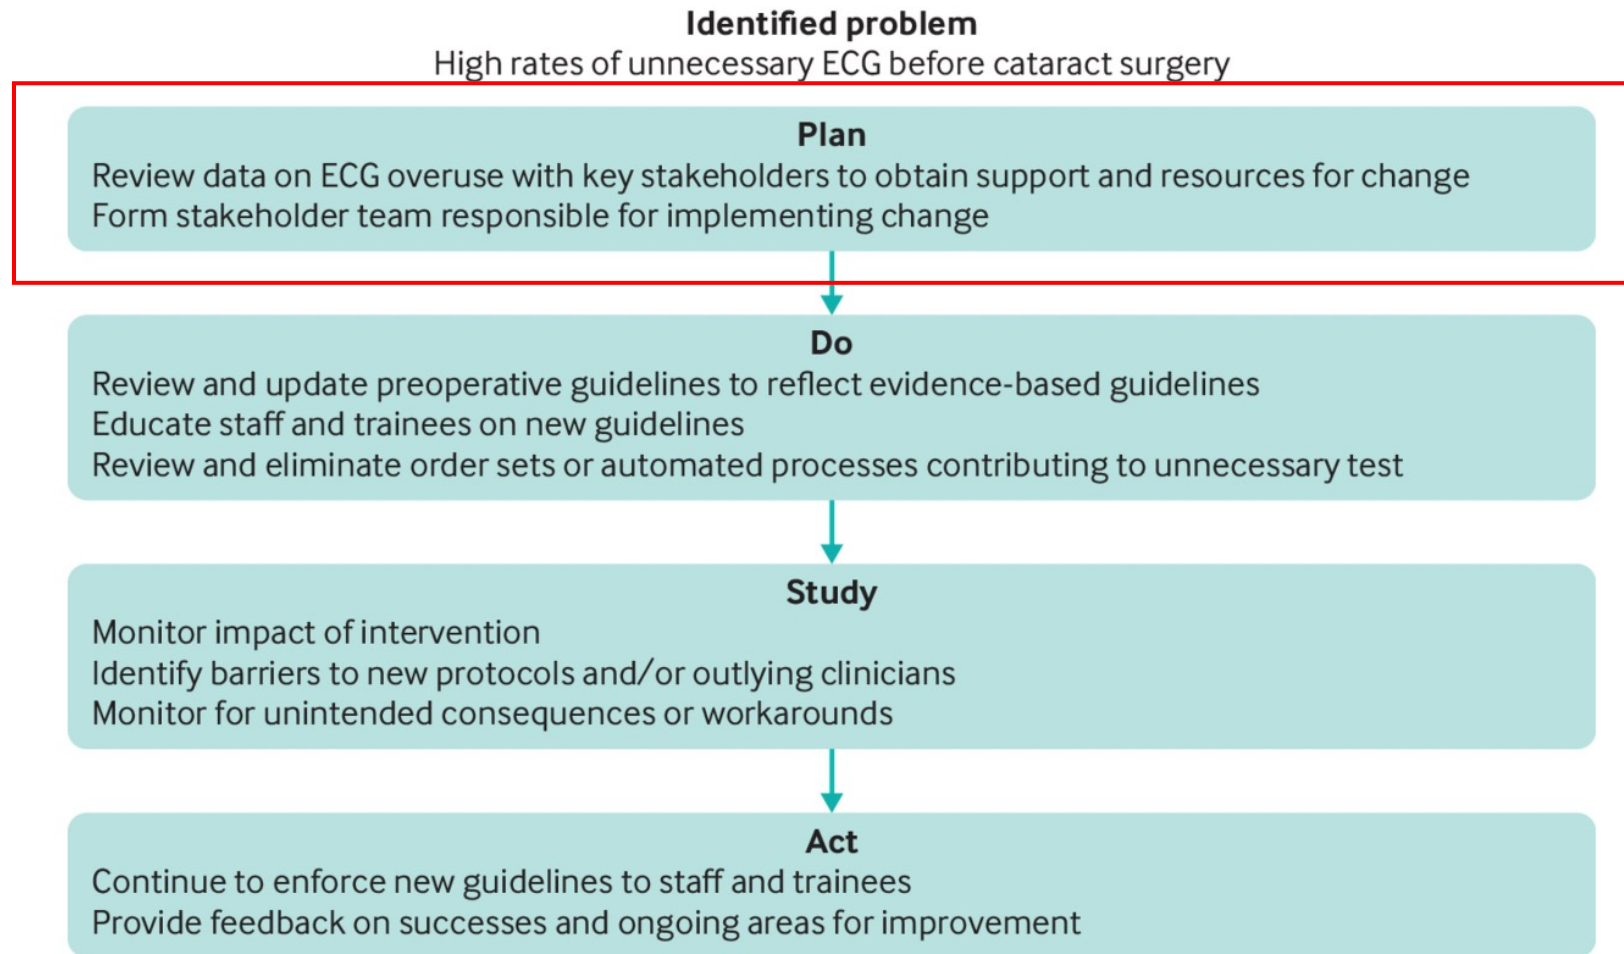 Identified problem
High rates of unnecessary ECG before cataract surgery
Plan
Review data on ECG overuse with key stakeholders to obtain support and resources for change
Form stakeholder team responsible for implementing change
Do
Review and update preoperative guidelines to reflect evidence-based guidelines
Educate staff and trainees on new guidelines
Review and eliminate order sets or automated processes contributing to unnecessary test
Study
Monitor impact of intervention
Identify barriers to new protocols and/or outlying clinicians
Monitor for unintended consequences or workarounds
Act
Continue to enforce new guidelines to staff and trainees
Provide feedback on successes and ongoing areas for improvement